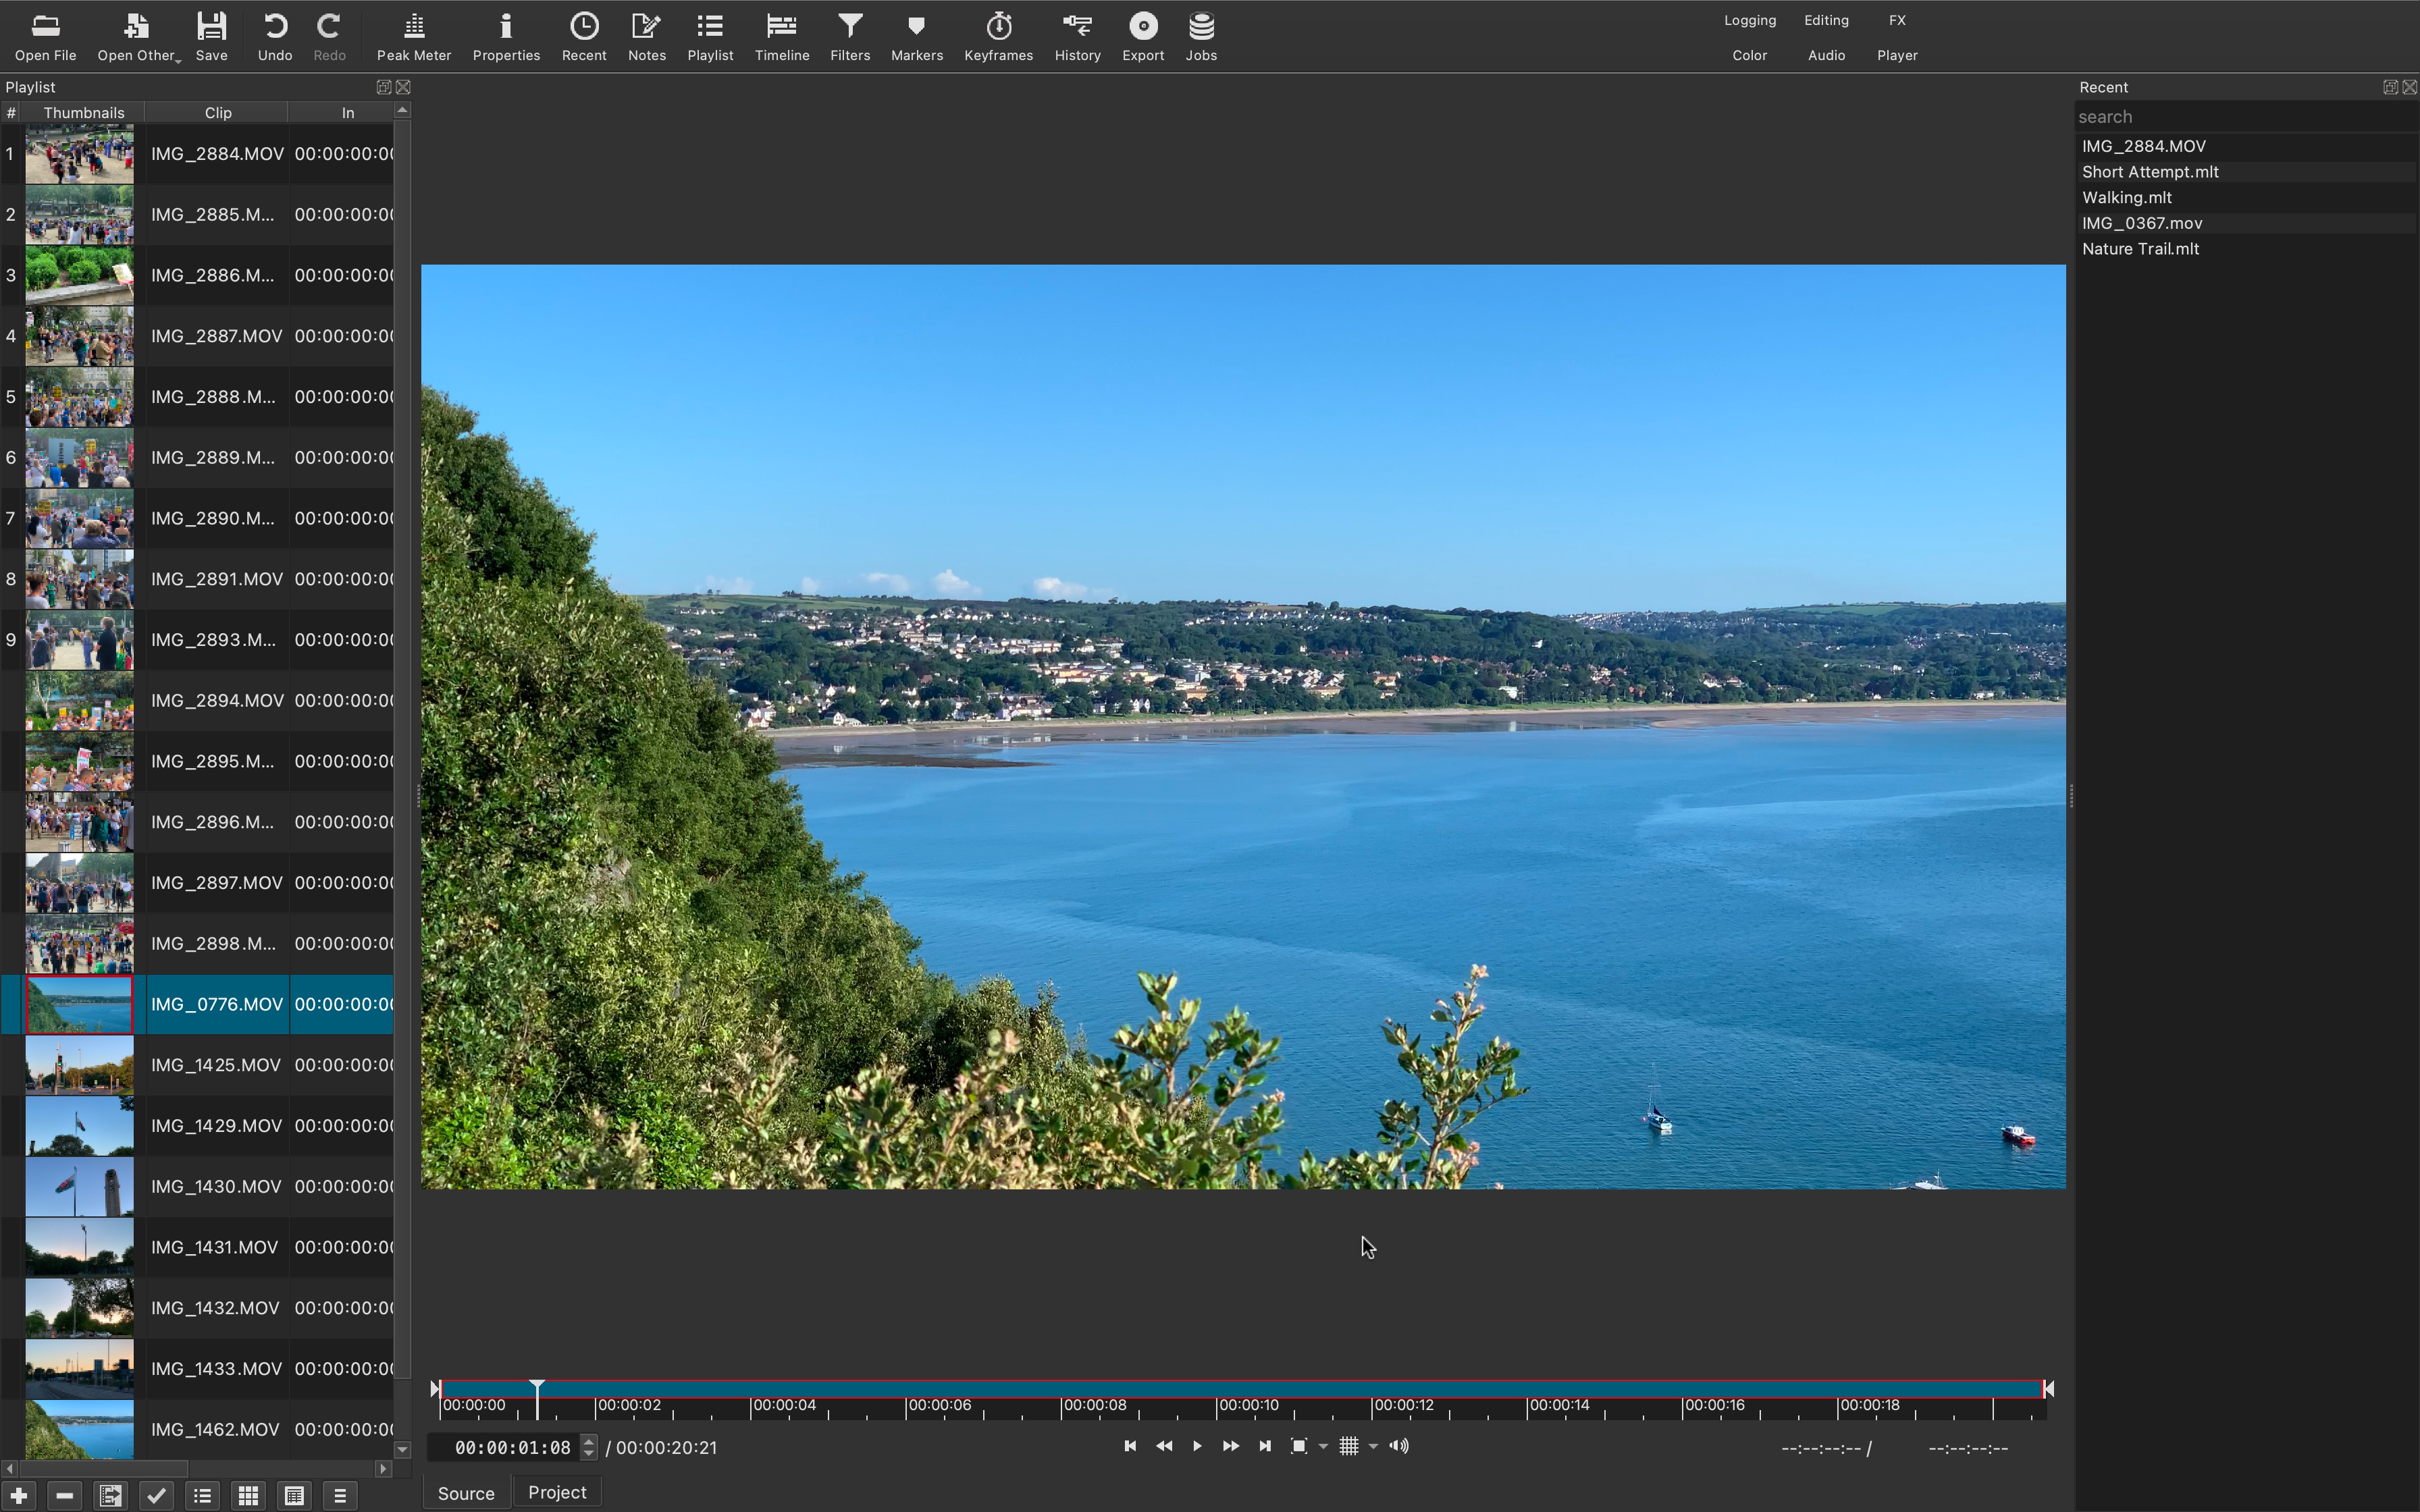 Open File Open Other Save Undo Redo Peak Meter Properties Recent Notes Playlist Timeline Filters Markers Keyframes History Export Jobs
Logging Editing FX
Color Audio Player
Playlist
# Thumbnails Clip In
1 IMG_2884.MOV 00:00:00:0
2 IMG_2885.M... 00:00:00:0
3 IMG_2886.M... 00:00:00:0
4 IMG_2887.MOV 00:00:00:0
5 IMG_2888.M... 00:00:00:0
6 IMG_2889.M... 00:00:00:0
7 IMG_2890.M... 00:00:00:0
8 IMG_2891.MOV 00:00:00:0
9 IMG_2893.M... 00:00:00:0
IMG_2894.MOV 00:00:00:0
IMG_2895.M... 00:00:00:0
IMG_2896.M... 00:00:00:0
IMG_2897.MOV 00:00:00:0
IMG_2898.M... 00:00:00:0
IMG_0776.MOV 00:00:00:0
IMG_1425.MOV 00:00:00:0
IMG_1429.MOV 00:00:00:0
IMG_1430.MOV 00:00:00:0
IMG_1431.MOV 00:00:00:0
IMG_1432.MOV 00:00:00:0
IMG_1433.MOV 00:00:00:0
IMG_1462.MOV 00:00:00:0
00:00:00 00:00:02 00:00:04 00:00:06 00:00:08 00:00:10 00:00:12 00:00:14 00:00:16 00:00:18
00:00:01:08 / 00:00:20:21
--:--:--:-- / --:--:--:--
Source Project
Recent
search
IMG_2884.MOV
Short Attempt.mlt
Walking.mlt
IMG_0367.mov
Nature Trail.mlt